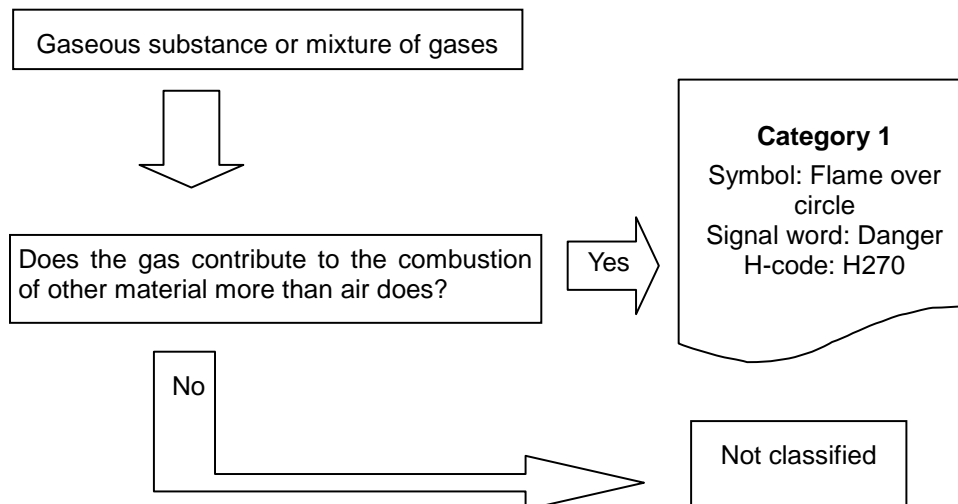 Gaseous substance or mixture of gases
Category 1
Symbol: Flame over
circle
Signal word: Danger
H-code: H270
Does the gas contribute to the combustion
of other material more than air does?
Yes
No
Not classified